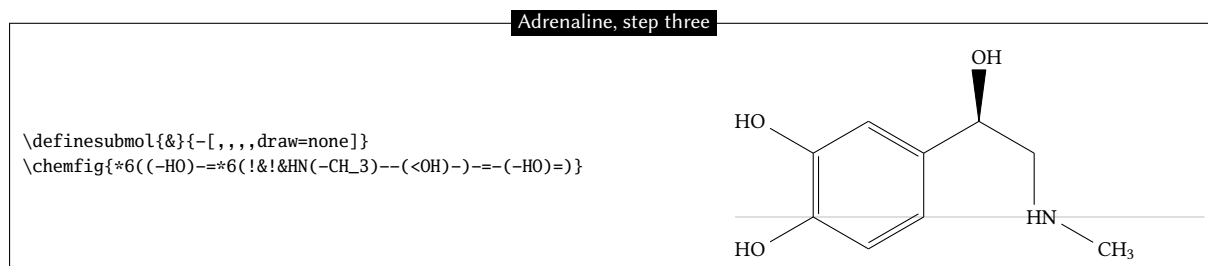 Adrenaline, step three
OH
\definesubmol{&}{-[,,,,draw=none]}
\chemfig{*6((-HO)-=*6(!&!&HN(-CH_3)--(<OH)-)-=-(-HO)=)}
HO
HN
HO
CH₃